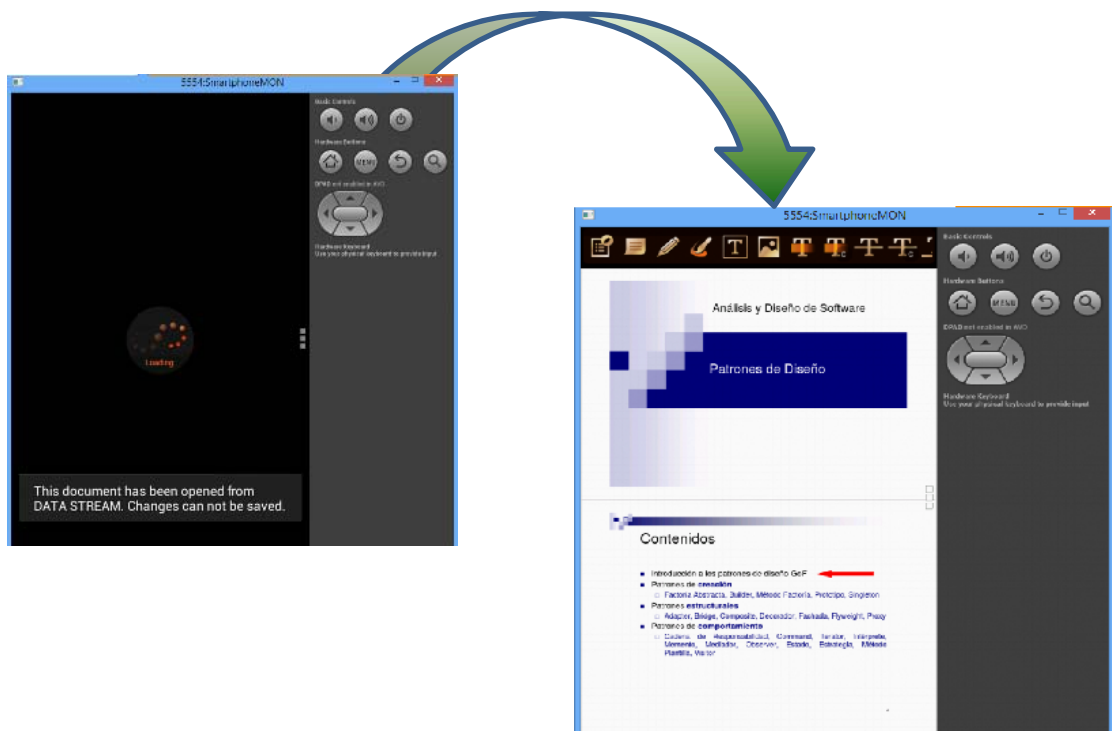 5554:SmartphoneMON
Basic Controls
MENU
Hardware Buttons
DPAD not enabled in AVD
Hardware Keyboard
Use your physical keyboard to provide input
Loading
This document has been opened from
DATA STREAM. Changes can not be saved.
5554:SmartphoneMON
T
T
T
C
T
T
C
Basic Controls
Hardware Buttons
MENU
DPAD not enabled in AVD
Hardware Keyboard
Use your physical keyboard to provide input
Análisis y Diseño de Software
Patrones de Diseño
Contenidos
Introducción a los patrones de diseño GoF
Patrones de creación
Factoría Abstracta, Builder, Método Factoría, Prototipo, Singleton
Patrones estructurales
Adapter, Bridge, Composite, Decorador, Fachada, Flyweight, Proxy
Patrones de comportamiento
Cadena de Responsabilidad, Command, Iterator, Intérprete,
Memento, Mediador, Observer, Estado, Estrategia, Método
Plantilla, Visitor